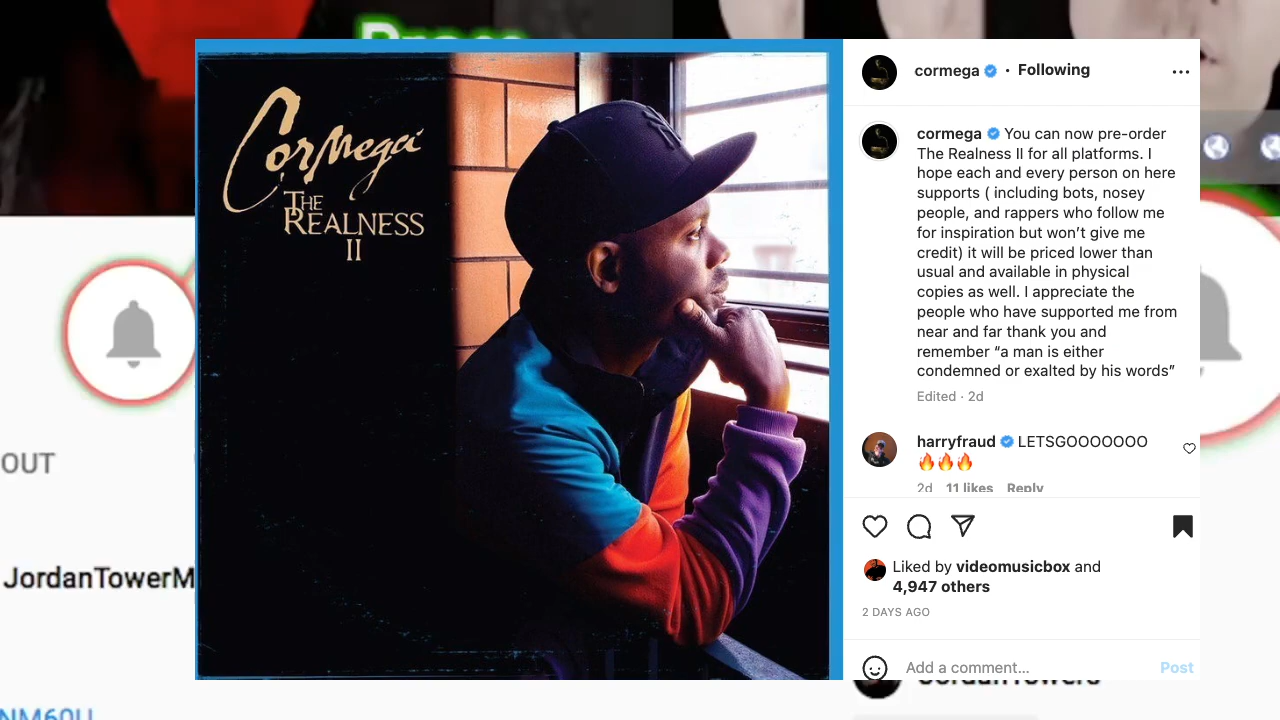 Cormega
THE
REALNESS
II
cormega · Following
cormega You can now pre-order
The Realness II for all platforms. I
hope each and every person on here
supports ( including bots, nosey
people, and rappers who follow me
for inspiration but won’t give me
credit) it will be priced lower than
usual and available in physical
copies as well. I appreciate the
people who have supported me from
near and far thank you and
remember “a man is either
condemned or exalted by his words”
Edited · 2d
harryfraud LETSGOOOOOOO
🔥🔥🔥
2d 11 likes Reply
Liked by videomusicbox and
4,947 others
2 DAYS AGO
Add a comment... Post
OUT
JordanTowerM
JordanTowers
NM60U